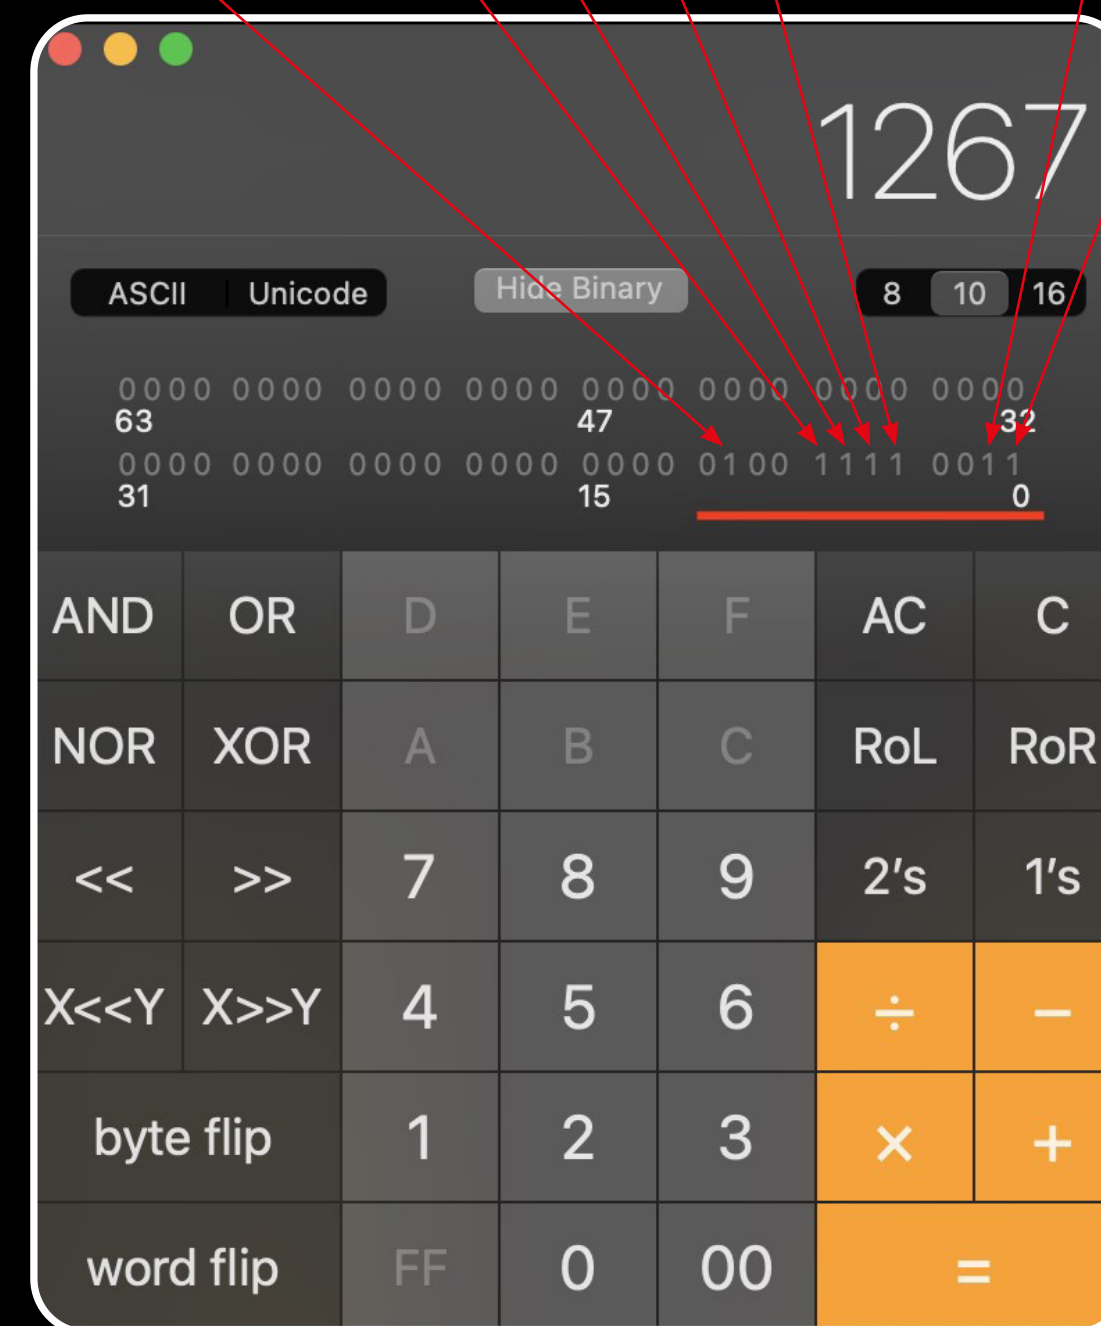 1267
ASCII Unicode Hide Binary 8 10 16
0000 0000 0000 0000 0000 0000 0000 0000
63 47 32
0000 0000 0000 0000 0000 0100 1111 0011
31 15 0
AND OR D E F AC C
NOR XOR A B C RoL RoR
<< >> 7 8 9 2's 1's
X<<Y X>>Y 4 5 6 ÷ −
byte flip 1 2 3 × +
word flip FF 0 00 =